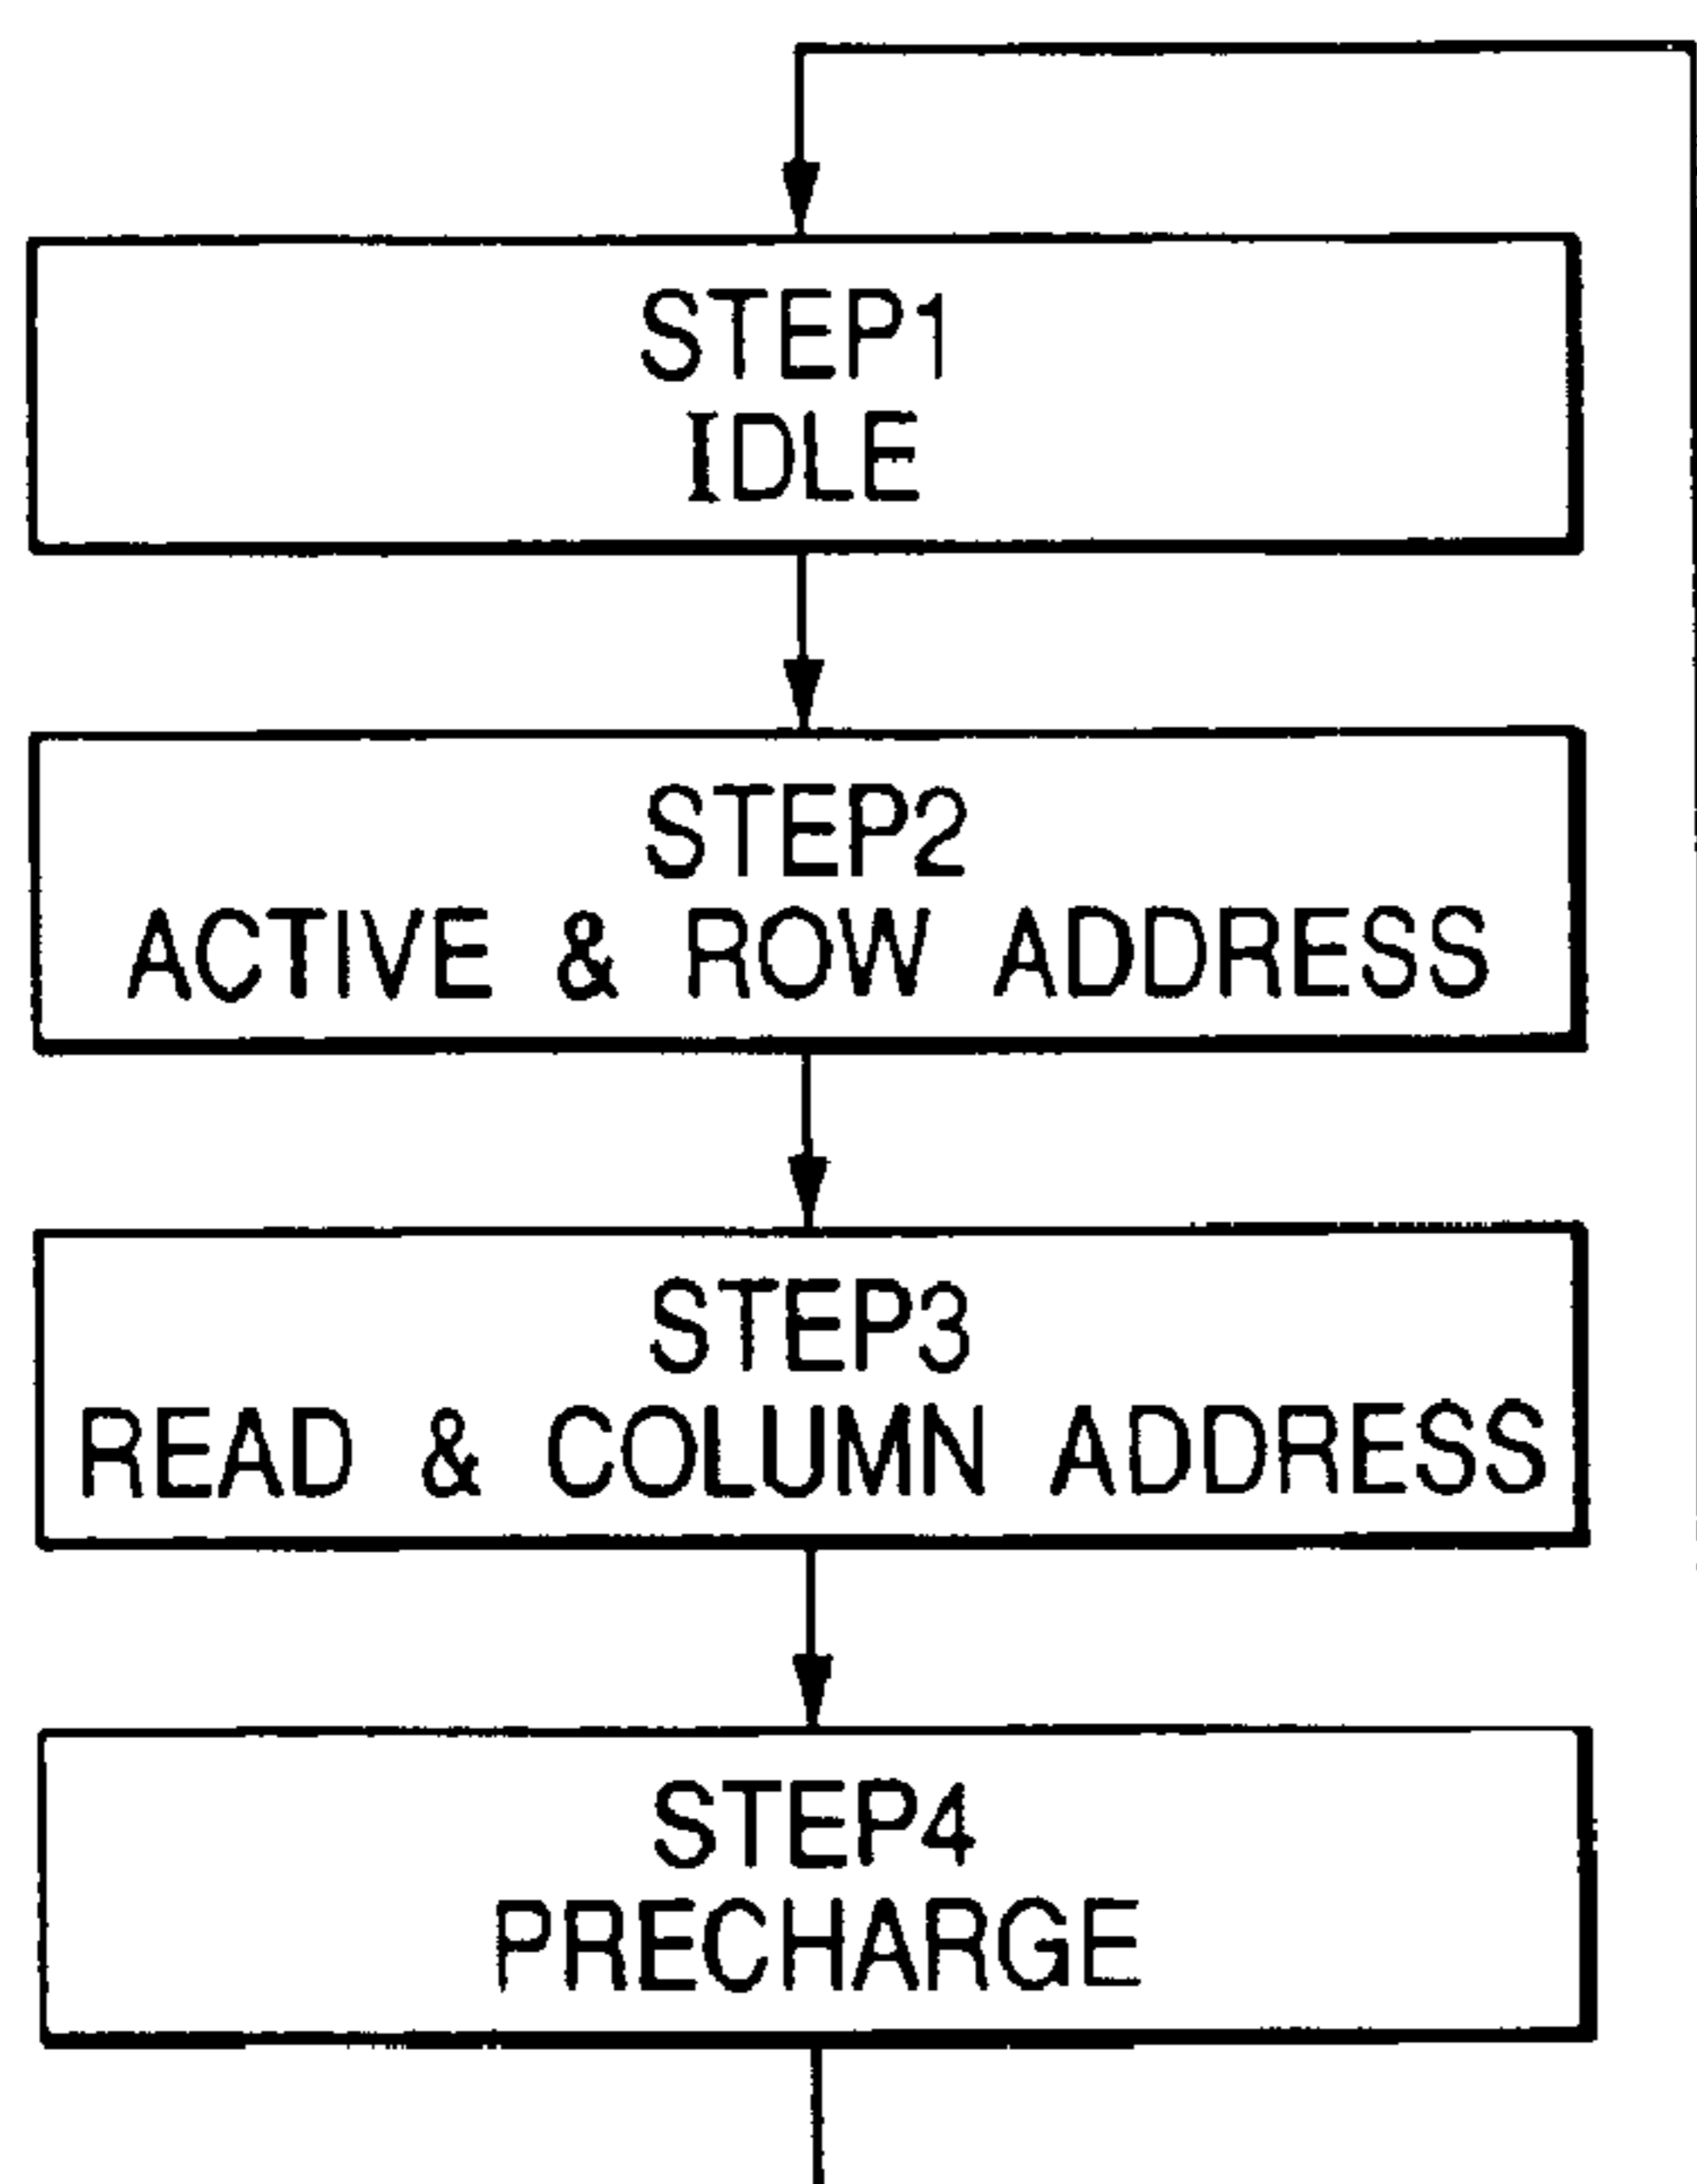 STEP1
IDLE
STEP2
ACTIVE & ROW ADDRESS
STEP3
READ & COLUMN ADDRESS
STEP4
PRECHARGE